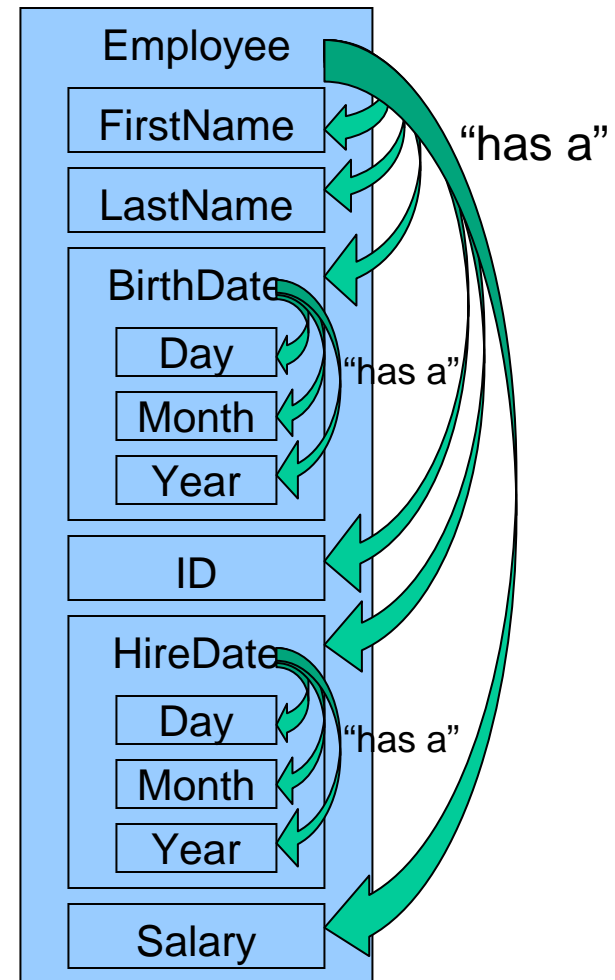 Employee
FirstName
“has a”
LastName
BirthDate
Day
“has a”
Month
Year
ID
HireDate
Day
“has a”
Month
Year
Salary